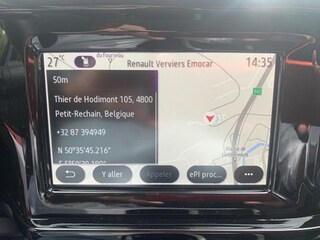 27°
du Fourneau
Renault Verviers Emocar
14:35
50m
Thier de Hodimont 105, 4800
Petit-Rechain, Belgique
+32 87 394949
N 50°35'45.216"
Y aller
Appeler
ePI proc...